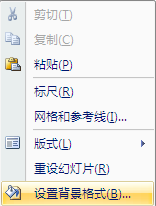 剪切(T)
复制(C)
粘贴(P)
标尺(R)
网格和参考线(I)...
版式(L)
重设幻灯片(R)
设置背景格式(B)...